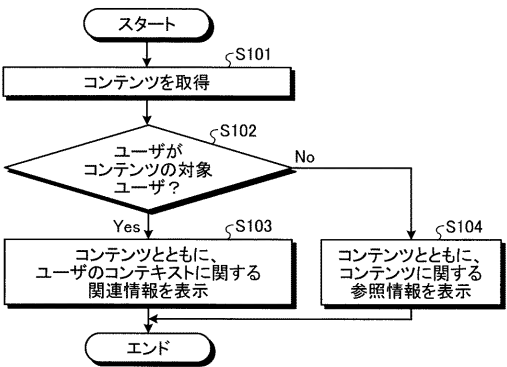 スタート
S101
コンテンツを取得
S102
ユーザが
コンテンツの対象
ユーザ？
No
Yes
S103
コンテンツとともに、
ユーザのコンテキストに関する
関連情報を表示
S104
コンテンツとともに、
コンテンツに関する
参照情報を表示
エンド